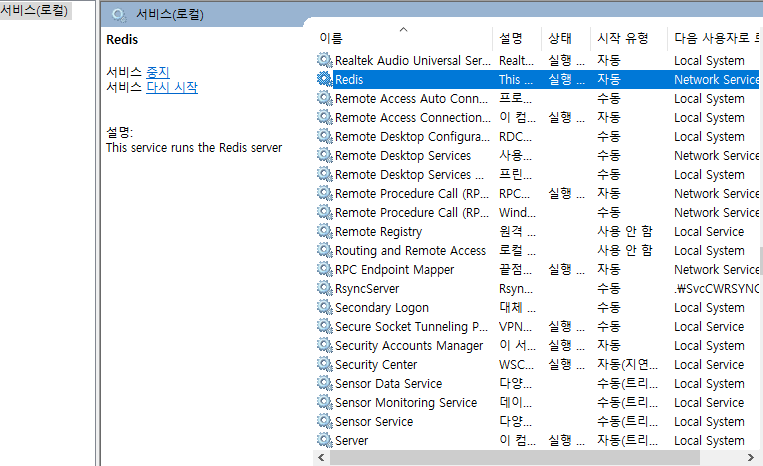 서비스(로컬)
서비스(로컬)
Redis
서비스 중지
서비스 다시 시작
설명:
This service runs the Redis server
이름 설명 상태 시작 유형 다음 사용자로
Realtek Audio Universal Ser... Realt... 실행 ... 자동 Local System
Redis This ... 실행 ... 자동 Network Service
Remote Access Auto Conn... 프로... 수동 Local System
Remote Access Connection... 이 컴... 실행 ... 자동 Local System
Remote Desktop Configura... RDC... 수동 Local System
Remote Desktop Services 사용... 수동 Network Service
Remote Desktop Services ... 프린... 수동 Local System
Remote Procedure Call (RP... RPC... 실행 ... 자동 Network Service
Remote Procedure Call (RP... Wind... 수동 Network Service
Remote Registry 원격 ... 사용 안 함 Local Service
Routing and Remote Access 로컬 ... 사용 안 함 Local System
RPC Endpoint Mapper 끝점... 실행 ... 자동 Network Service
RsyncServer Rsyn... 수동 .\SvcCWRSYNC
Secondary Logon 대체 ... 수동 Local System
Secure Socket Tunneling P... VPN... 실행 ... 수동 Local Service
Security Accounts Manager 이 서... 실행 ... 자동 Local System
Security Center WSC... 실행 ... 자동(지연... Local Service
Sensor Data Service 다양... 수동(트리... Local System
Sensor Monitoring Service 데이... 수동(트리... Local Service
Sensor Service 다양... 수동(트리... Local System
Server 이 컴... 실행 ... 자동(트리... Local System